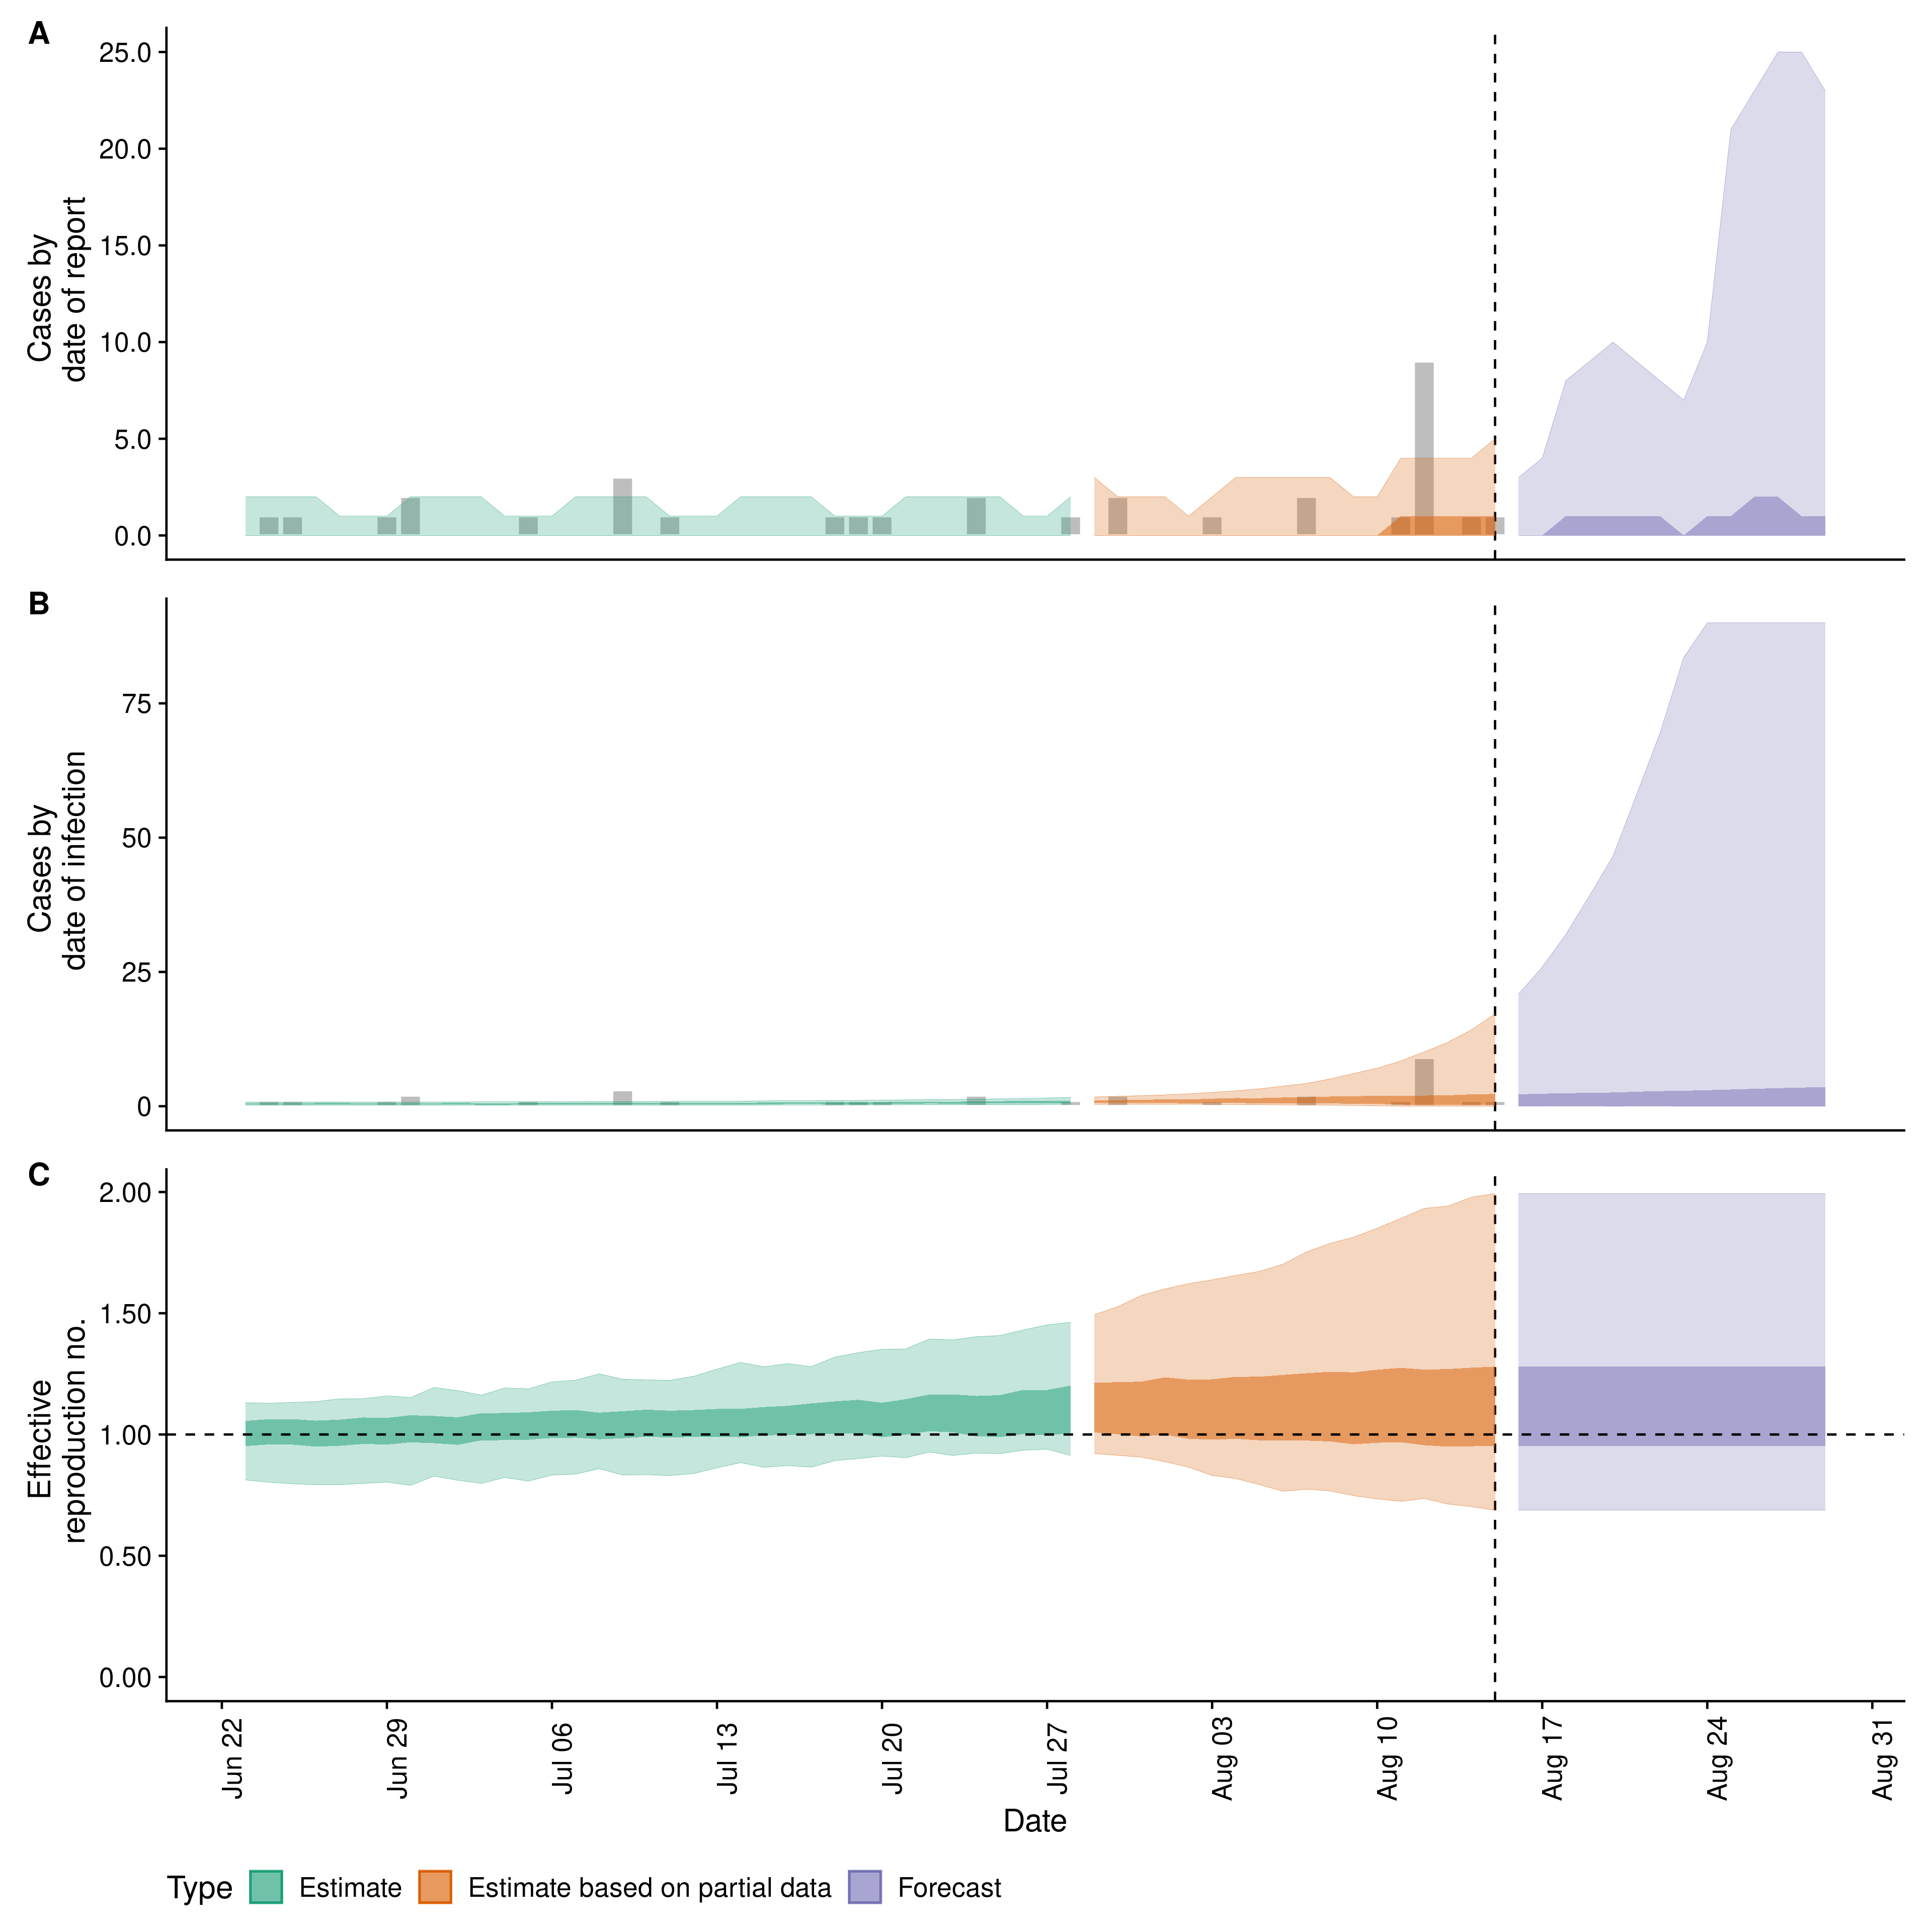 A
25.0
20.0
15.0
10.0
5.0
0.0
Cases by
date of report
B
75
50
25
0
Cases by
date of infection
C
2.00
1.50
1.00
0.50
0.00
Effective
reproduction no.
Jun 22
Jun 29
Jul 06
Jul 13
Jul 20
Jul 27
Aug 03
Aug 10
Aug 17
Aug 24
Aug 31
Date
Type Estimate Estimate based on partial data Forecast